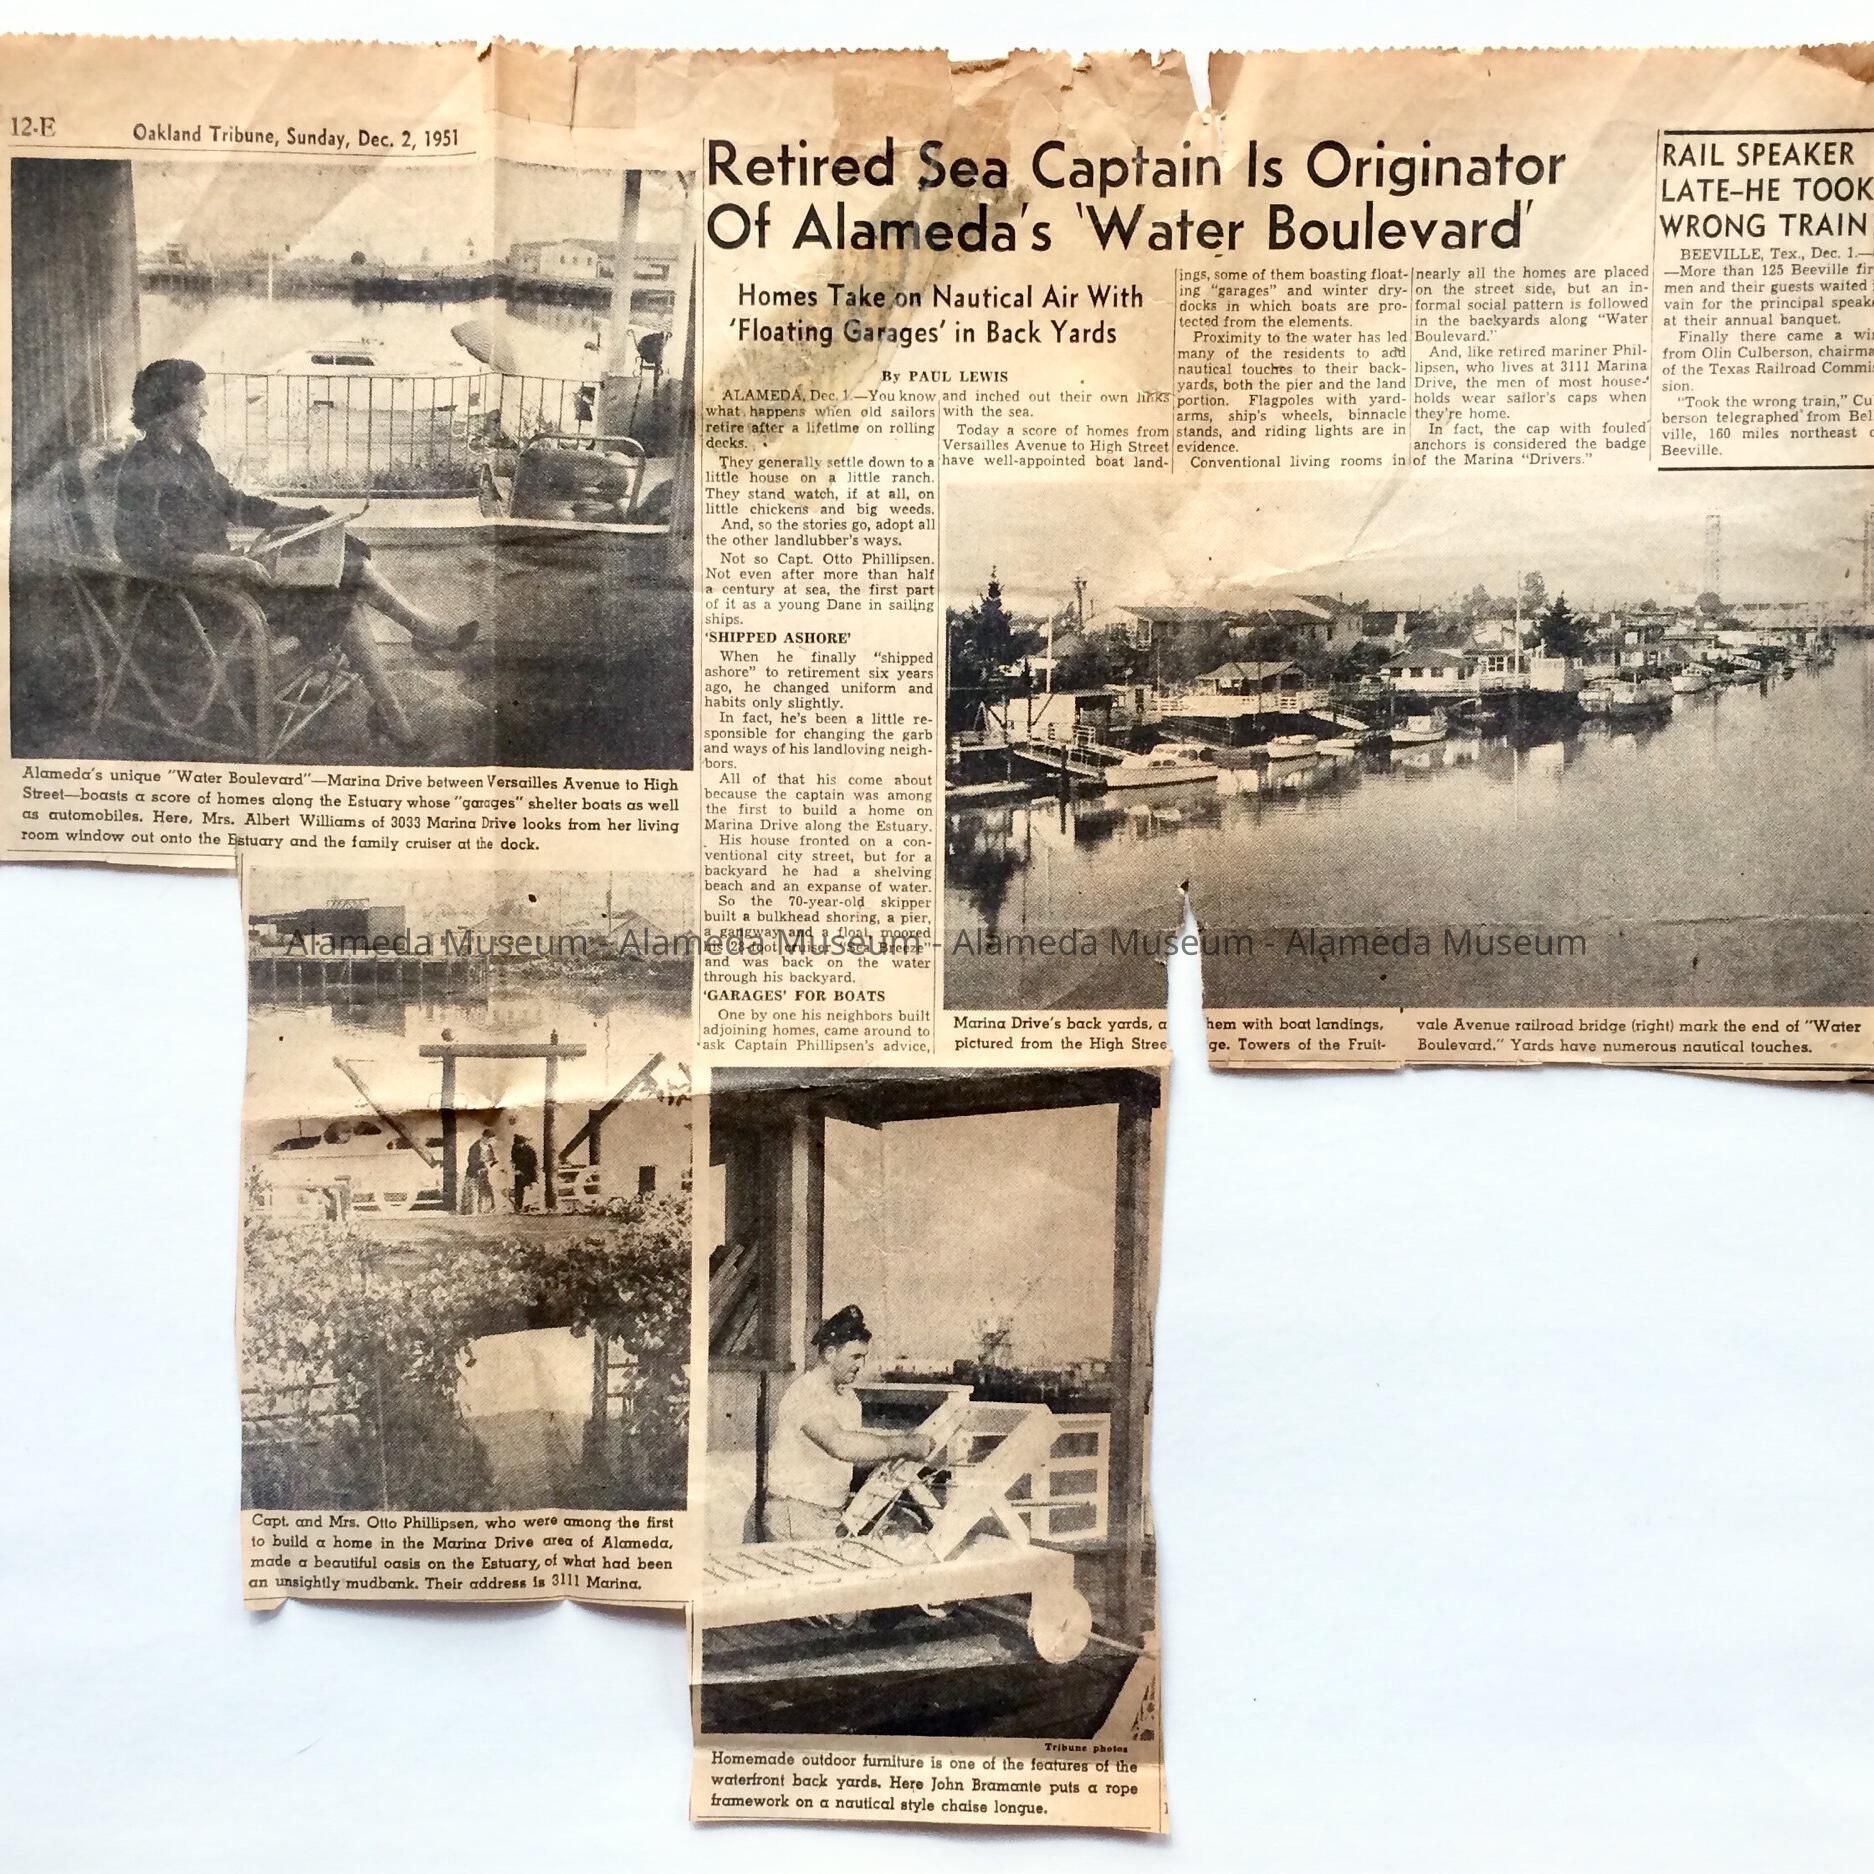 12-E
Oakland Tribune, Sunday, Dec. 2, 1951
Alameda's unique "Water Boulevard"—Marina Drive between Versailles Avenue to High
Street—boasts a score of homes along the Estuary whose "garages" shelter boats as well
as automobiles. Here, Mrs. Albert Williams of 3033 Marina Drive looks from her living
room window out onto the Estuary and the family cruiser at the dock.
Retired Sea Captain Is Originator
Of Alameda's 'Water Boulevard'
Homes Take on Nautical Air With
'Floating Garages' in Back Yards
By PAUL LEWIS
ALAMEDA, Dec. 1.—You know
what happens when old sailors
retire after a lifetime on rolling
decks.
They generally settle down to a
little house on a little ranch.
They stand watch, if at all, on
little chickens and big weeds.
And, so the stories go, adopt all
the other landlubber's ways.
Not so Capt. Otto Phillipsen.
Not even after more than half
a century at sea, the first part
of it as a young Dane in sailing
ships.
'SHIPPED ASHORE'
When he finally "shipped
ashore" to retirement six years
ago, he changed uniform and
habits only slightly.
In fact, he's been a little re-
sponsible for changing the garb
and ways of his landloving neigh-
bors.
All of that his come about
because the captain was among
the first to build a home on
Marina Drive along the Estuary.
His house fronted on a con-
ventional city street, but for a
backyard he had a shelving
beach and an expanse of water.
So the 70-year-old skipper
built a bulkhead shoring, a pier,
a gangway and a float, moored
his 28-foot cruiser Sea Breeze
and was back on the water
through his backyard.
'GARAGES' FOR BOATS
One by one his neighbors built
adjoining homes, came around to
ask Captain Phillipsen's advice,
and inched out their own links
with the sea.
Today a score of homes from
Versailles Avenue to High Street
have well-appointed boat land-
ings, some of them boasting float-
ing "garages" and winter dry-
docks in which boats are pro-
tected from the elements.
Proximity to the water has led
many of the residents to add
nautical touches to their back-
yards, both the pier and the land
portion. Flagpoles with yard-
arms, ship's wheels, binnacle
stands, and riding lights are in
evidence.
Conventional living rooms in
nearly all the homes are placed
on the street side, but an in-
formal social pattern is followed
in the backyards along "Water
Boulevard."
And, like retired mariner Phil-
lipsen, who lives at 3111 Marina
Drive, the men of most house-
holds wear sailor's caps when
they're home.
In fact, the cap with fouled
anchors is considered the badge
of the Marina "Drivers."
RAIL SPEAKER
LATE—HE TOOK
WRONG TRAIN
BEEVILLE, Tex., Dec. 1.—
—More than 125 Beeville
men and their guests waited
vain for the principal
at their annual banquet.
Finally there came a
from Olin Culberson,
of the Texas Railroad
sion.
"Took the wrong train,"
berson telegraphed from
ville, 160 miles northeast
Beeville.
Marina Drive's back yards, a hem with boat landings,
pictured from the High Stree ge. Towers of the Fruit-
vale Avenue railroad bridge (right) mark the end of "Water
Boulevard." Yards have numerous nautical touches.
Alameda Museum - Alameda Museum - Alameda Museum - Alameda Museum
Capt. and Mrs. Otto Phillipsen, who were among the first
to build a home in the Marina Drive area of Alameda,
made a beautiful oasis on the Estuary, of what had been
an unsightly mudbank. Their address is 3111 Marina.
Tribune photos
Homemade outdoor furniture is one of the features of the
waterfront back yards. Here John Bramante puts a rope
framework on a nautical style chaise longue.